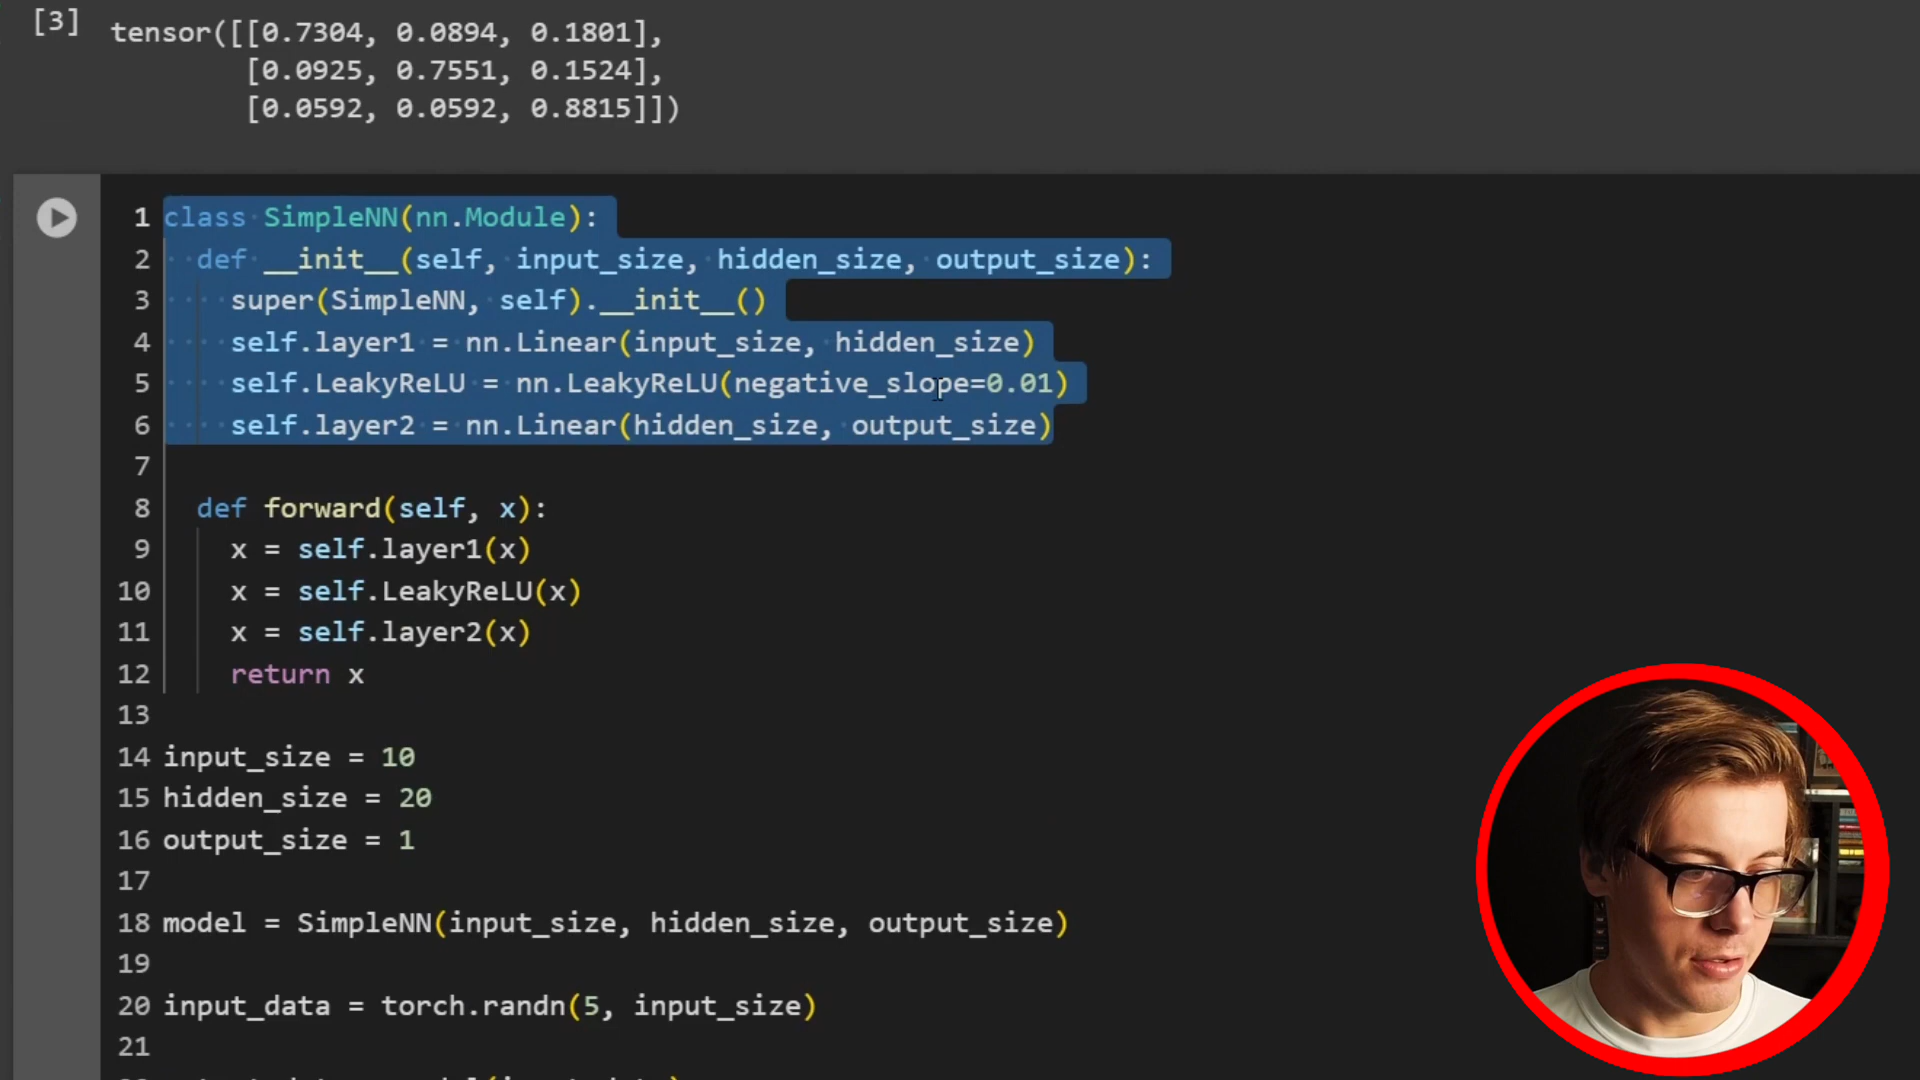 [3] tensor([[0.7304, 0.0894, 0.1801],
[0.0925, 0.7551, 0.1524],
[0.0592, 0.0592, 0.8815]])
1 class SimpleNN(nn.Module):
2 def __init__(self, input_size, hidden_size, output_size):
3 super(SimpleNN, self).__init__()
4 self.layer1 = nn.Linear(input_size, hidden_size)
5 self.LeakyReLU = nn.LeakyReLU(negative_slope=0.01)
6 self.layer2 = nn.Linear(hidden_size, output_size)
7
8 def forward(self, x):
9 x = self.layer1(x)
10 x = self.LeakyReLU(x)
11 x = self.layer2(x)
12 return x
13
14 input_size = 10
15 hidden_size = 20
16 output_size = 1
17
18 model = SimpleNN(input_size, hidden_size, output_size)
19
20 input_data = torch.randn(5, input_size)
21